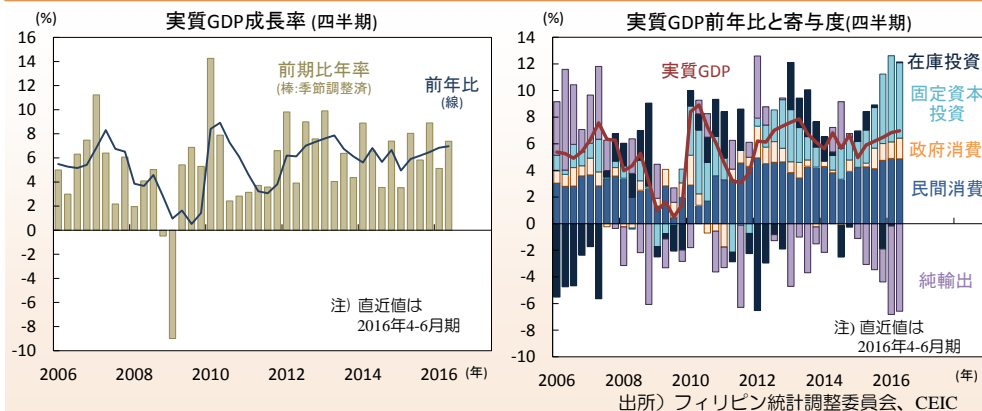 実質GDP成長率 (四半期)
(%)
16
14
12
10
8
6
4
2
0
-2
-4
-6
-8
-10
前期比年率
(棒:季節調整済)
前年比
(線)
注) 直近値は
2016年4-6月期
2006 2008 2010 2012 2014 2016 (年)
実質GDP前年比と寄与度(四半期)
(%)
14
12
10
8
6
4
2
0
-2
-4
-6
-8
-10
実質GDP
在庫投資
固定資本
投資
政府消費
民間消費
純輸出
注) 直近値は
2016年4-6月期
2006 2008 2010 2012 2014 2016 (年)
出所）フィリピン統計調整委員会、CEIC